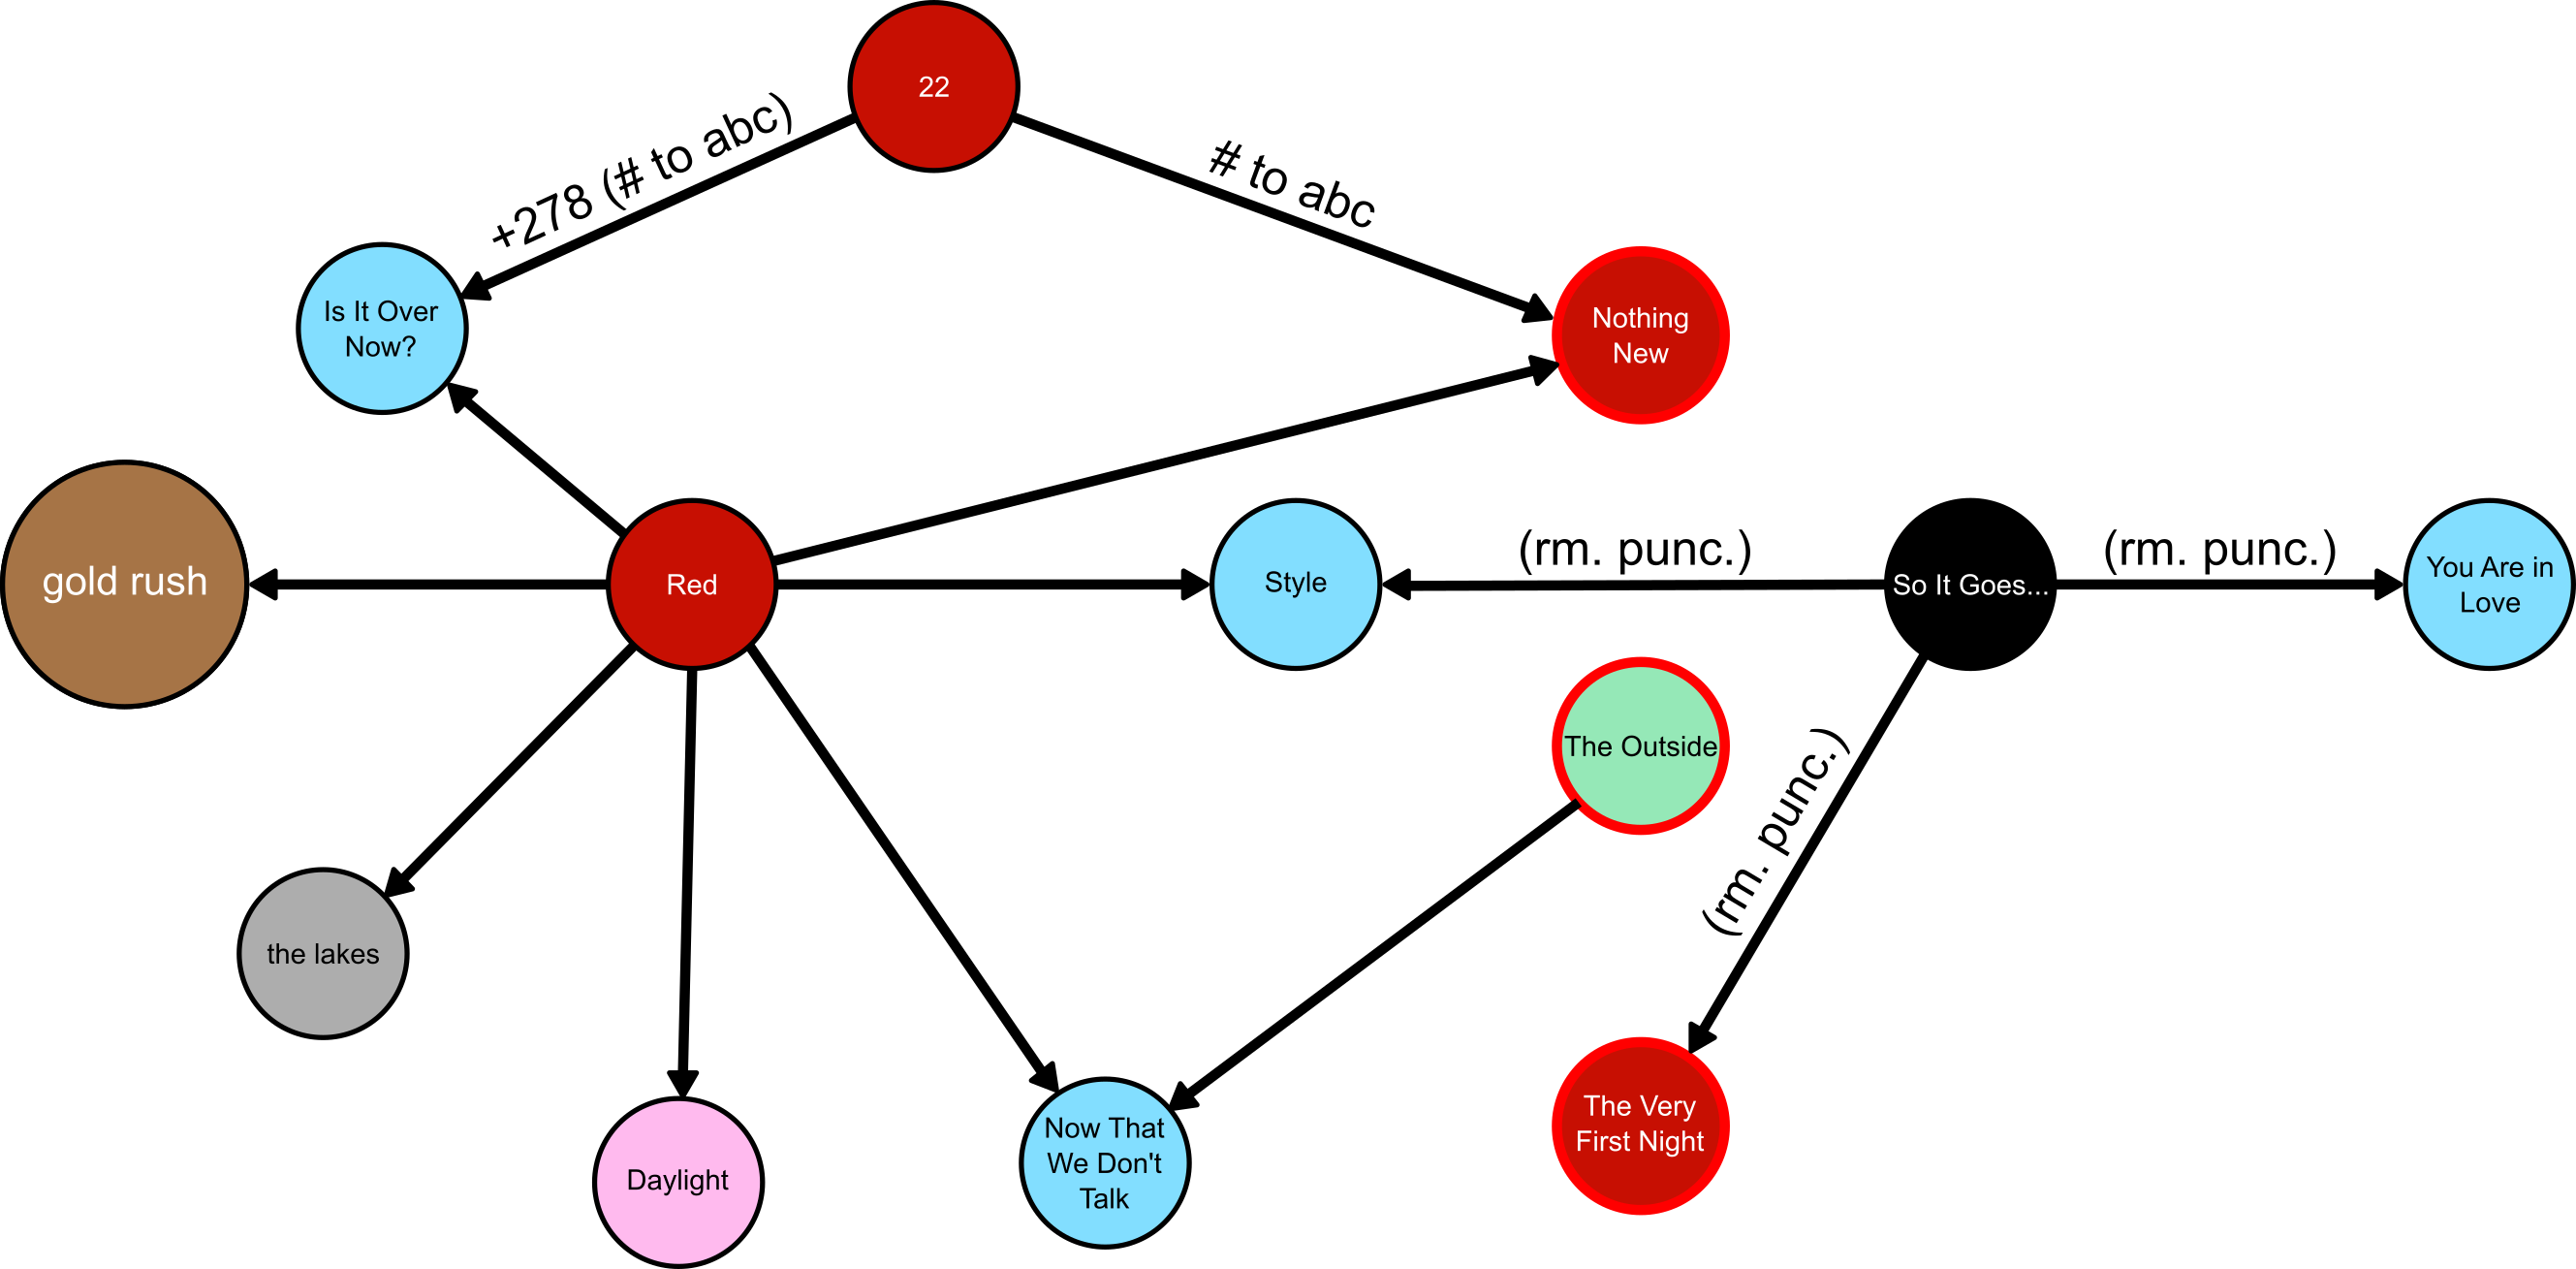 22
+278 (# to abc)
# to abc
Is It Over
Now?
Nothing
New
gold rush
Red
Style
(rm. punc.)
So It Goes...
(rm. punc.)
You Are in
Love
The Outside
(rm. punc.)
the lakes
Daylight
Now That
We Don't
Talk
The Very
First Night